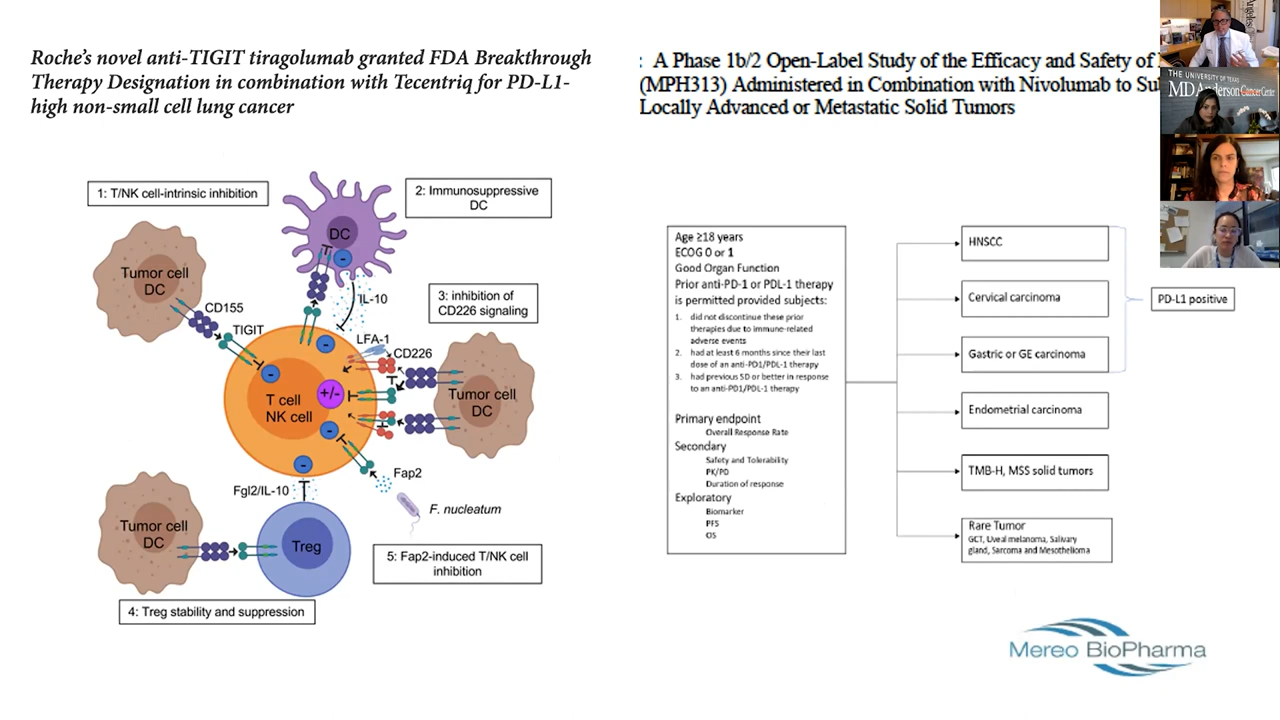 Roche's novel anti-TIGIT tiragolumab granted FDA Breakthrough
Therapy Designation in combination with Tecentriq for PD-L1-
high non-small cell lung cancer
1: T/NK cell-intrinsic inhibition
2: Immunosuppressive
DC
DC
Tumor cell
DC
CD155
TIGIT
IL-10
3: inhibition of
CD226 signaling
LFA-1
CD226
T cell
NK cell
+/-
Tumor cell
DC
Fap2
F. nucleatum
Fgl2/IL-10
Tumor cell
DC
Treg
5: Fap2-induced T/NK cell
inhibition
4: Treg stability and suppression
: A Phase 1b/2 Open-Label Study of the Efficacy and Safety of
(MPH313) Administered in Combination with Nivolumab to Su
Locally Advanced or Metastatic Solid Tumors
Age ≥18 years
ECOG 0 or 1
Good Organ Function
Prior anti-PD-1 or PDL-1 therapy
is permitted provided subjects:
1. did not discontinue these prior
therapies due to immune-related
adverse events
2. had at least 6 months since their last
dose of an anti-PD1/PDL-1 therapy
3. had previous SD or better in response
to an anti-PD1/PDL-1 therapy
Primary endpoint
Overall Response Rate
Secondary
Safety and Tolerability
PK/PD
Duration of response
Exploratory
Biomarker
PFS
OS
HNSCC
Cervical carcinoma
Gastric or GE carcinoma
Endometrial carcinoma
TMB-H, MSS solid tumors
Rare Tumor
GCT, Uveal melanoma, Salivary
gland, Sarcoma and Mesothelioma
PD-L1 positive
Mereo BioPharma
THE UNIVERSITY OF TEXAS
MD Anderson Cancer Center